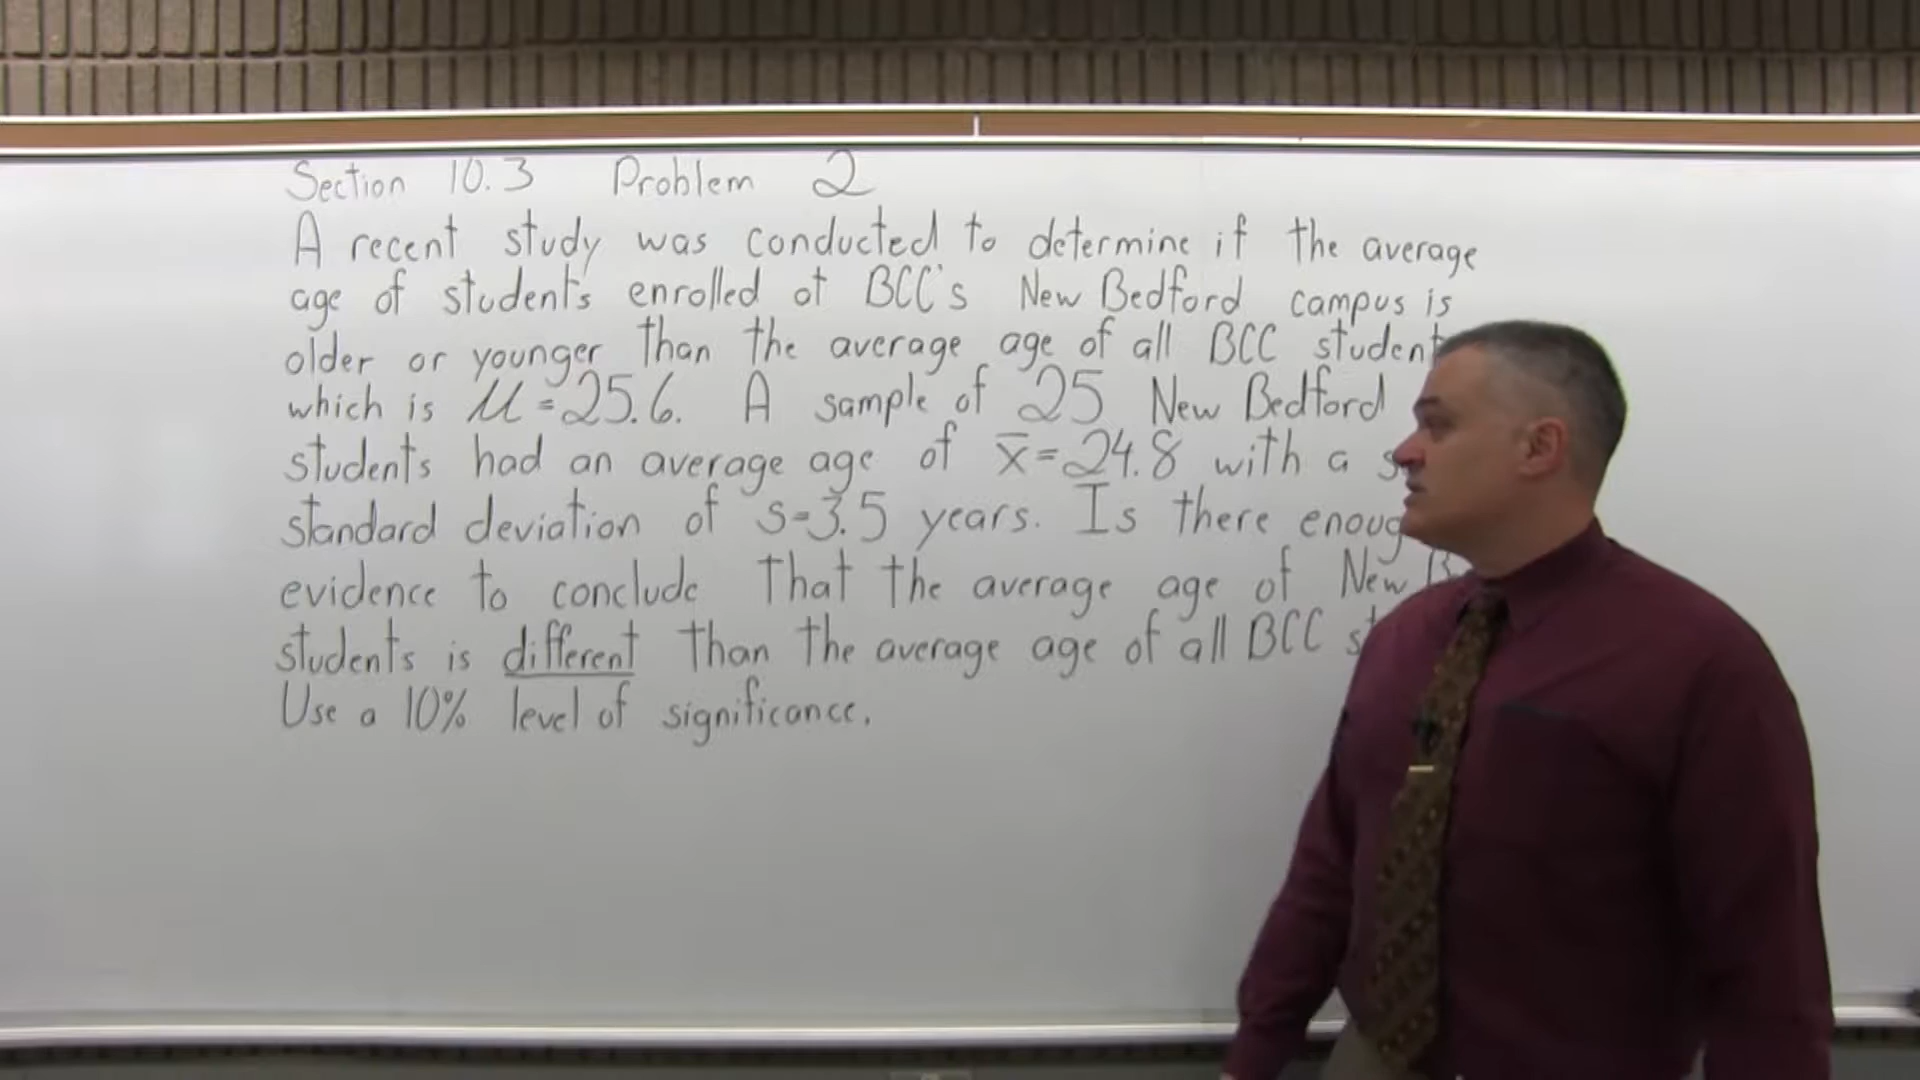 Section 10.3 Problem 2
A recent study was conducted to determine if the average
age of students enrolled at BCC's New Bedford campus is
older or younger than the average age of all BCC student
which is μ=25.6. A sample of 25 New Bedford
students had an average age of x̄=24.8 with a
standard deviation of s=3.5 years. Is there enoug
evidence to conclude that the average age of New
students is different than the average age of all BCC
Use a 10% level of significance.